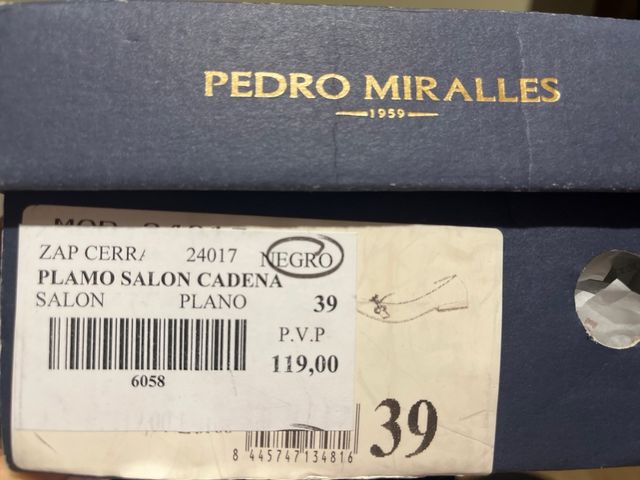 PEDRO MIRALLES
1959
ZAP CERRA 24017 NEGRO
PLAMO SALON CADENA
SALON PLANO 39
P.V.P
119,00
6058
39
8 445747 134816